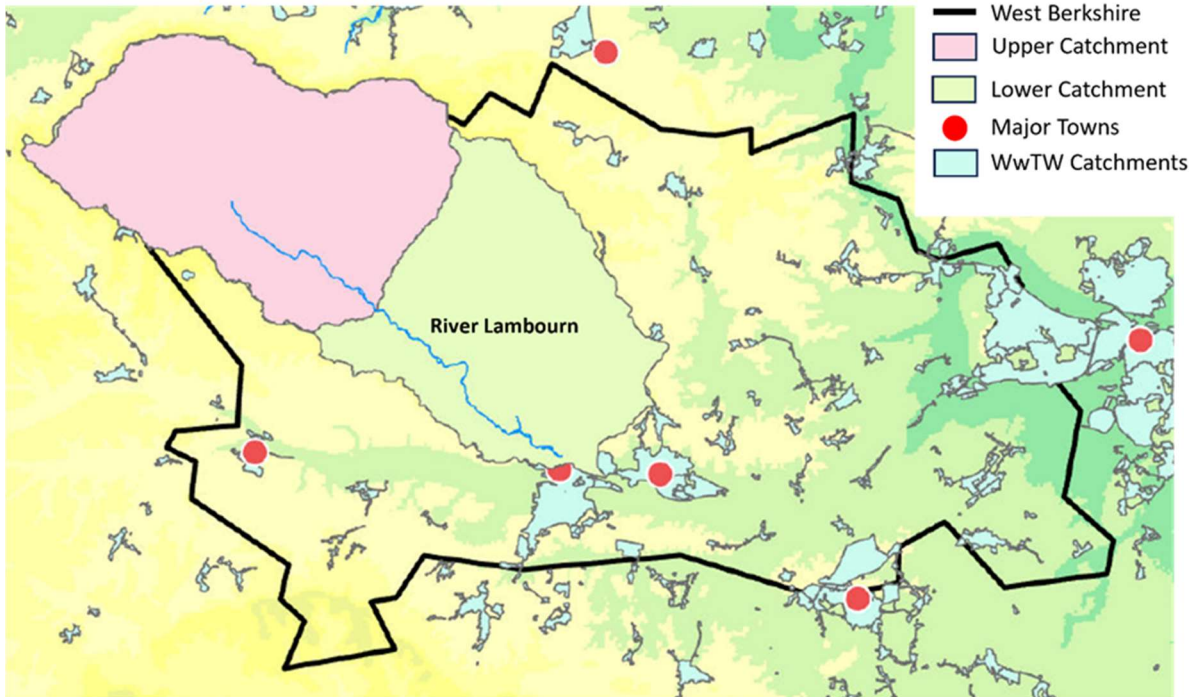 West Berkshire
Upper Catchment
Lower Catchment
Major Towns
WwTW Catchments
River Lambourn